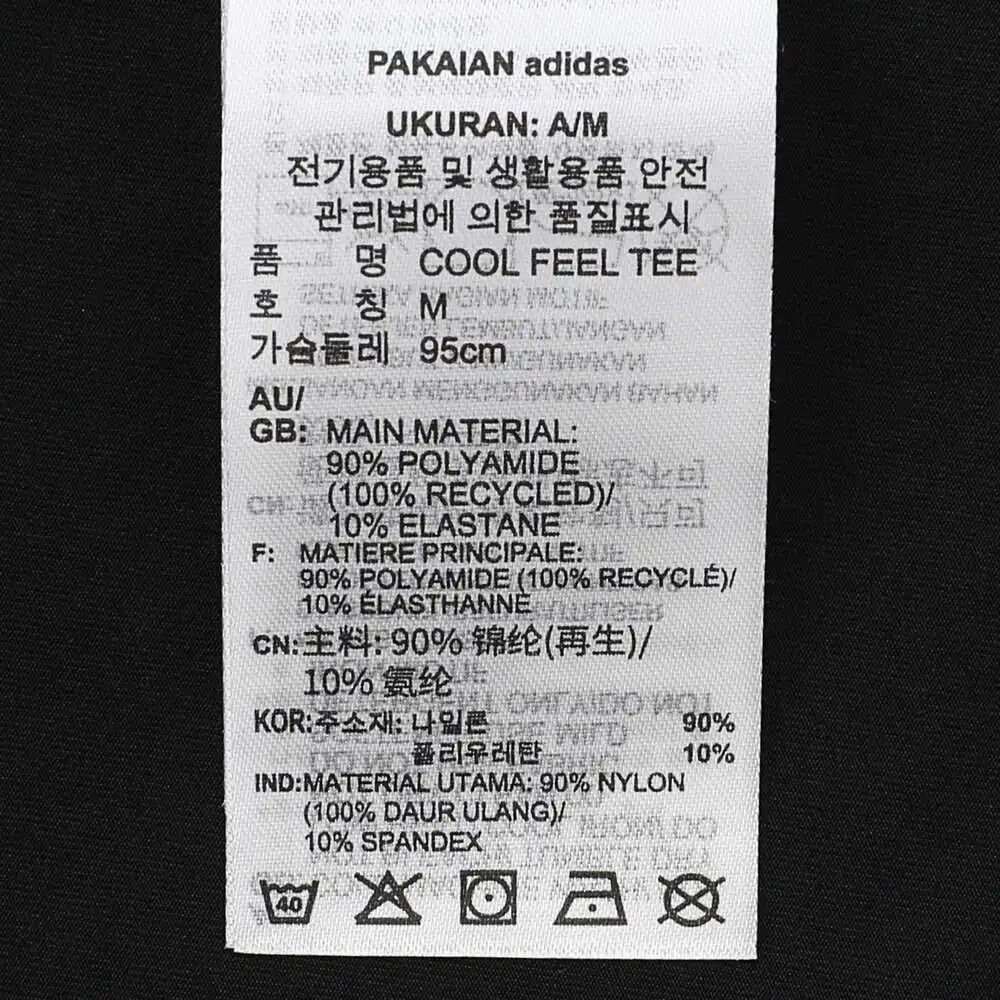 PAKAIAN adidas
UKURAN: A/M
전기용품 및 생활용품 안전
관리법에 의한 품질표시
품 명 COOL FEEL TEE
호 칭 M
가슴둘레 95cm
AU/
GB: MAIN MATERIAL:
90% POLYAMIDE
(100% RECYCLED)/
10% ELASTANE
F: MATIERE PRINCIPALE:
90% POLYAMIDE (100% RECYCLÉ)/
10% ÉLASTHANNE
CN:主料: 90% 锦纶(再生)/
10% 氨纶
KOR:주소재: 나일론 90%
폴리우레탄 10%
IND:MATERIAL UTAMA: 90% NYLON
(100% DAUR ULANG)/
10% SPANDEX
40